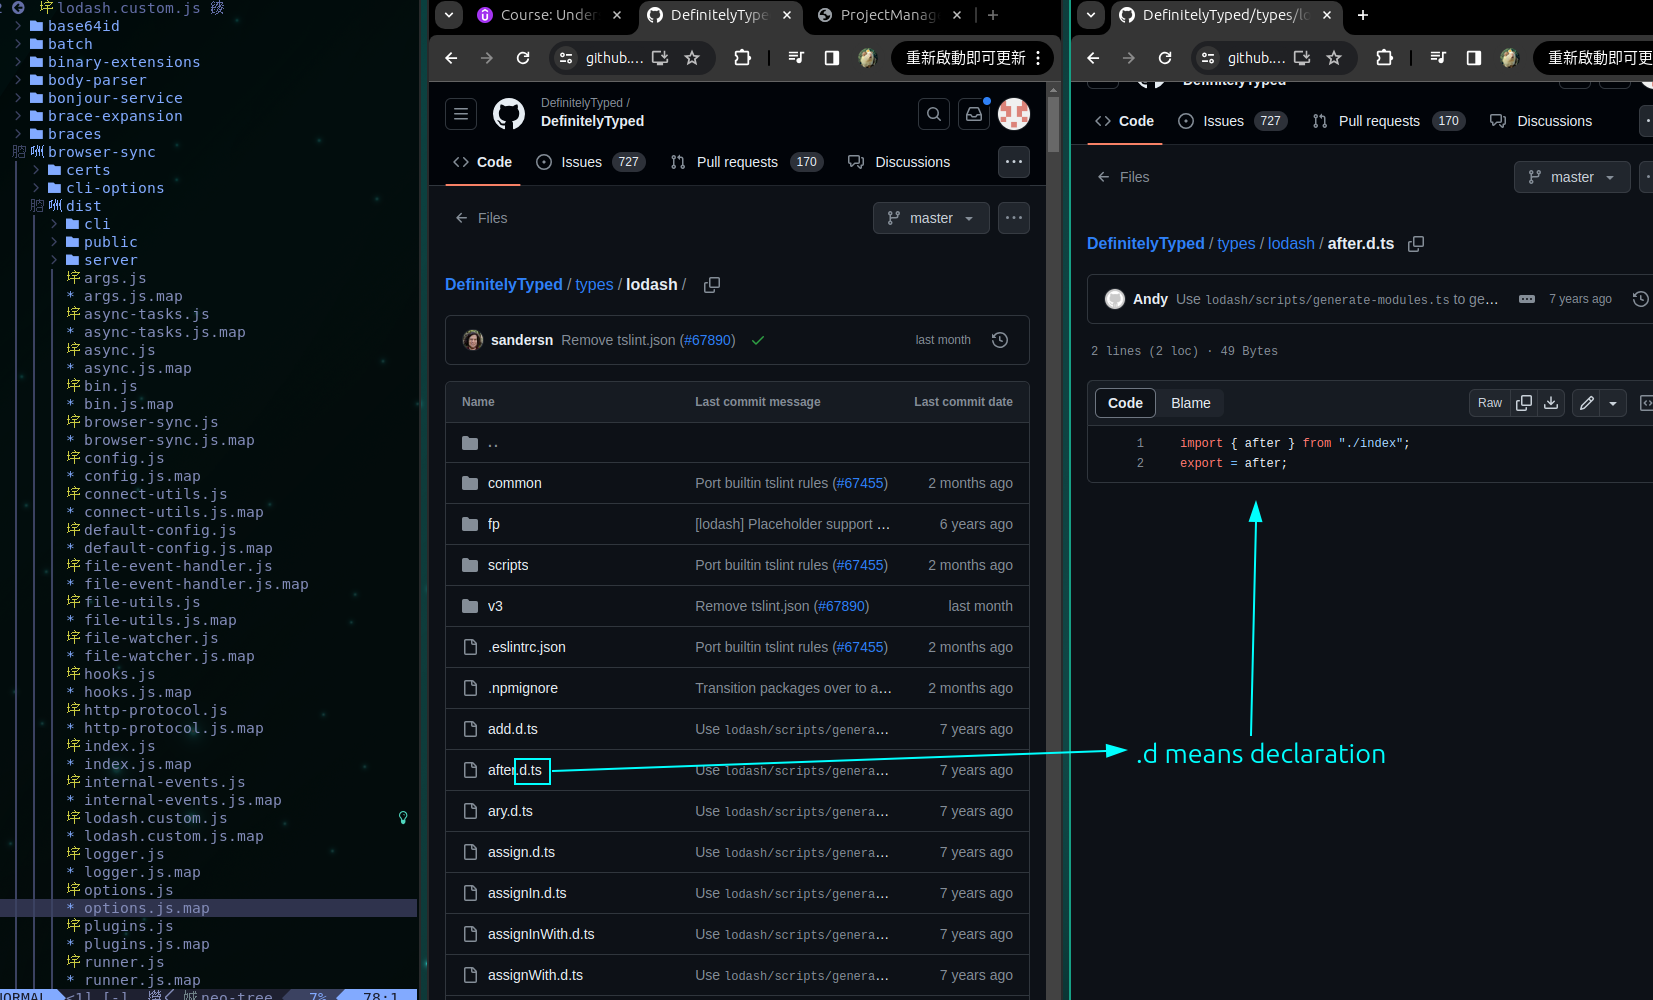 lodash.custom.js
base64id
batch
binary-extensions
body-parser
bonjour-service
brace-expansion
braces
browser-sync
certs
cli-options
dist
cli
public
server
args.js
* args.js.map
async-tasks.js
* async-tasks.js.map
async.js
* async.js.map
bin.js
* bin.js.map
browser-sync.js
* browser-sync.js.map
config.js
* config.js.map
connect-utils.js
* connect-utils.js.map
default-config.js
* default-config.js.map
file-event-handler.js
* file-event-handler.js.map
file-utils.js
* file-utils.js.map
file-watcher.js
* file-watcher.js.map
hooks.js
* hooks.js.map
http-protocol.js
* http-protocol.js.map
index.js
* index.js.map
internal-events.js
* internal-events.js.map
lodash.custom.js
* lodash.custom.js.map
logger.js
* logger.js.map
options.js
* options.js.map
plugins.js
* plugins.js.map
runner.js
* runner.js.map
NORMAL <1] [-] neo-tree 7% 78:1
Course: Under DefinitelyType ProjectManag
github.... 重新啟動即可更新
DefinitelyTyped /
DefinitelyTyped
Code Issues 727 Pull requests 170 Discussions
Files master
DefinitelyTyped / types / lodash /
sandersn Remove tslint.json (#67890) last month
Name Last commit message Last commit date
..
common Port builtin tslint rules (#67455) 2 months ago
fp [lodash] Placeholder support ... 6 years ago
scripts Port builtin tslint rules (#67455) 2 months ago
v3 Remove tslint.json (#67890) last month
.eslintrc.json Port builtin tslint rules (#67455) 2 months ago
.npmignore Transition packages over to a... 2 months ago
add.d.ts Use lodash/scripts/genera... 7 years ago
after.d.ts Use lodash/scripts/genera... 7 years ago
ary.d.ts Use lodash/scripts/genera... 7 years ago
assign.d.ts Use lodash/scripts/genera... 7 years ago
assignIn.d.ts Use lodash/scripts/genera... 7 years ago
assignInWith.d.ts Use lodash/scripts/genera... 7 years ago
assignWith.d.ts Use lodash/scripts/genera... 7 years ago
DefinitelyTyped/types/lo
github.... 重新啟動即可更
DefinitelyTyped
Code Issues 727 Pull requests 170 Discussions
Files master
DefinitelyTyped / types / lodash / after.d.ts
Andy Use lodash/scripts/generate-modules.ts to ge... 7 years ago
2 lines (2 loc) · 49 Bytes
Code Blame Raw
1 import { after } from "./index";
2 export = after;
.d means declaration